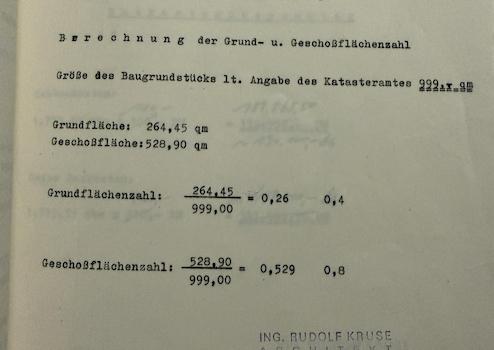 Berechnung der Grund- u. Geschoßflächenzahl
Größe des Baugrundstücks lt. Angabe des Katasteramtes 999.x qm
Grundfläche: 264,45 qm
Geschoßfläche:528,90 qm
Grundflächenzahl: 264,45 = 0,26 0,4
999,00
Geschoßflächenzahl: 528,90 = 0,529 0,8
999,00
ING. RUDOLF KRUSE
ARCHITEKT